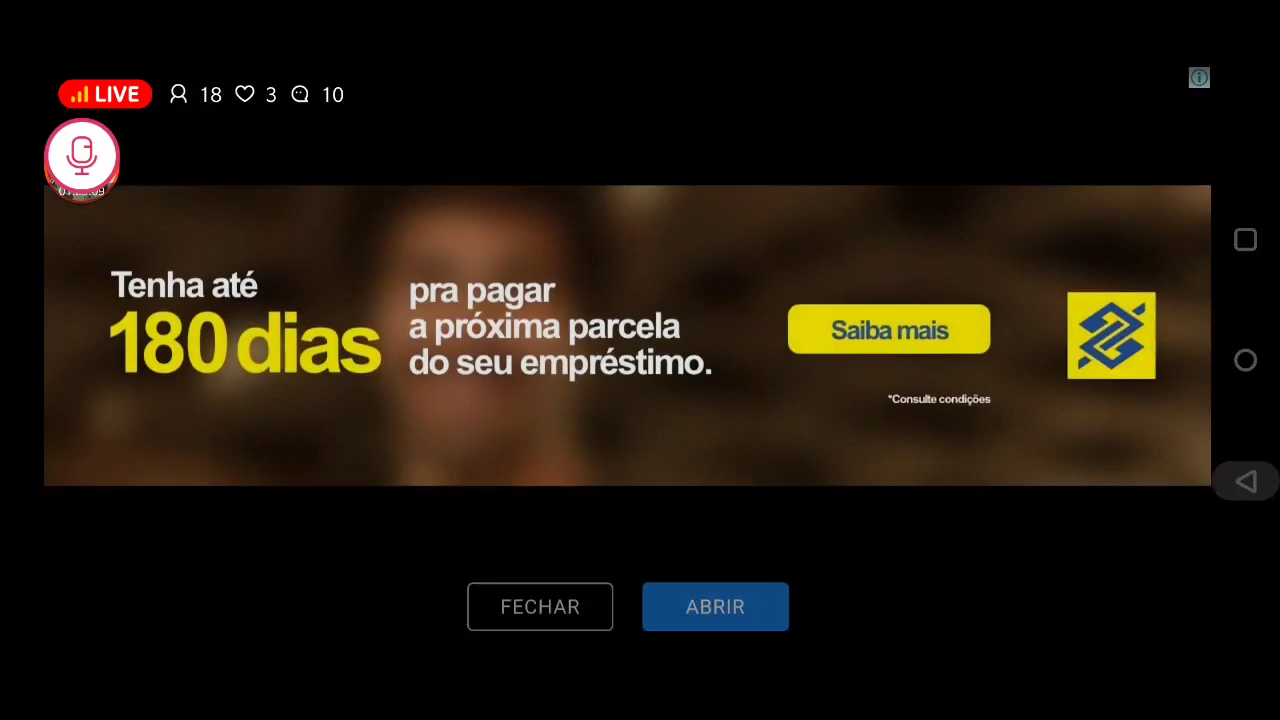 LIVE 18 3 10
Tenha até
180 dias
pra pagar
a próxima parcela
do seu empréstimo.
Saiba mais
*Consulte condições
FECHAR
ABRIR